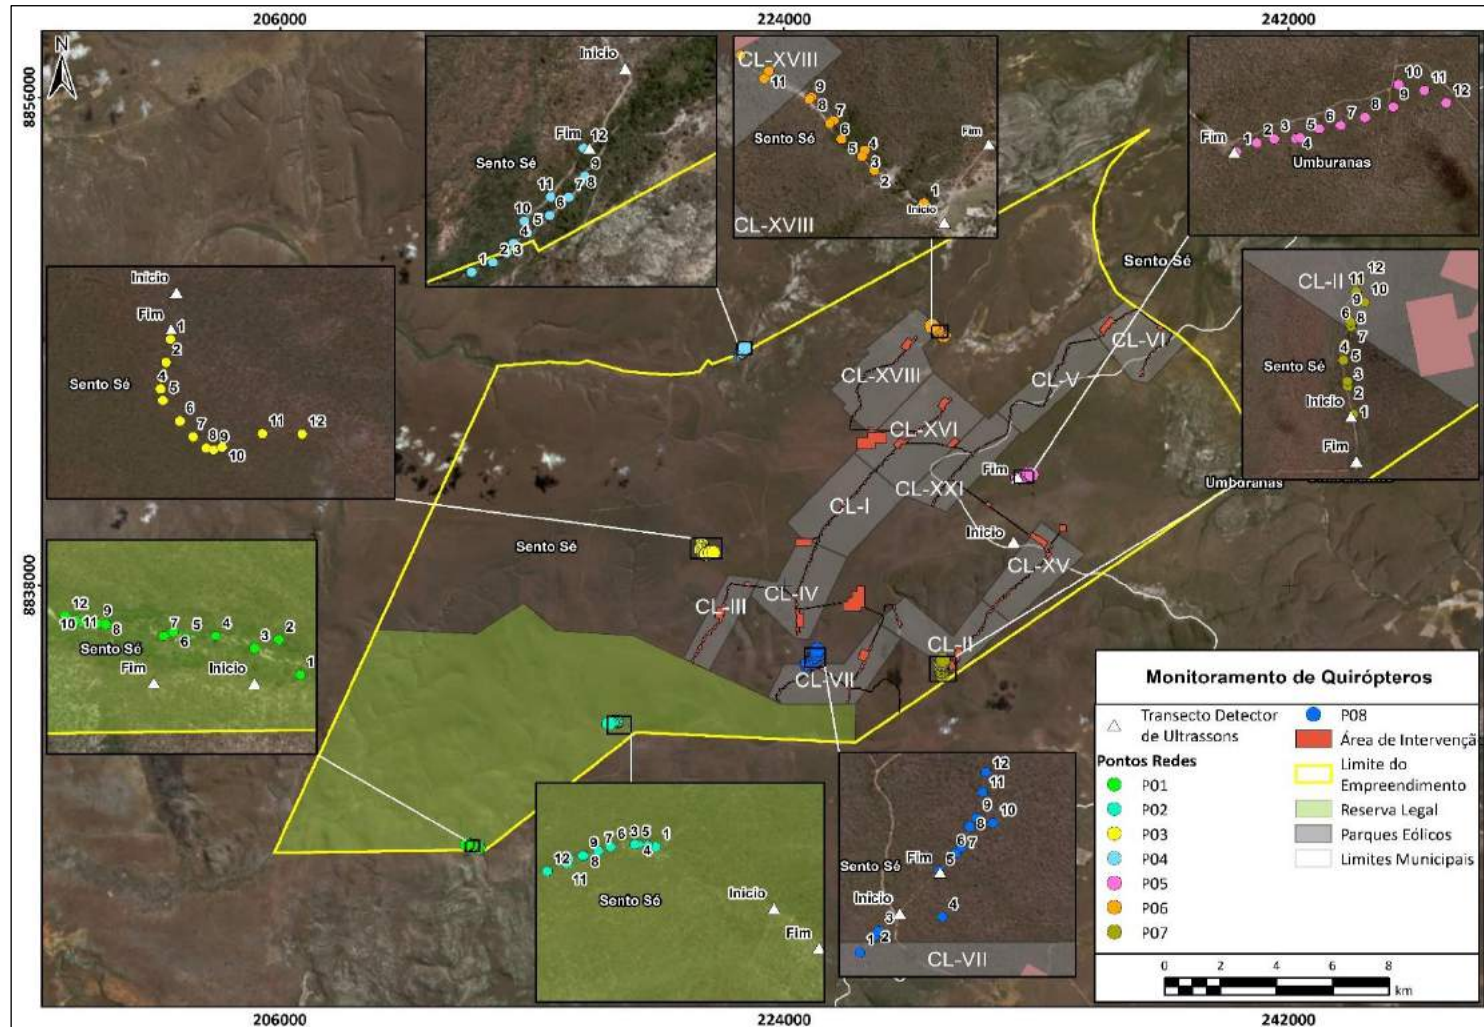 206000
224000
242000
8856000
8838000
N
Início
Fim
12
9
8
7
11
6
10
5
4
3
2
1
Sento Sé
CL-XVIII
11
9
8
7
6
5
4
3
2
1
Sento Sé
Início
Fim
CL-XVIII
10
11
12
9
8
7
6
5
4
3
2
1
Fim
Umburanas
Início
Fim
1
2
4
5
6
7
8
9
10
11
12
Sento Sé
Sento Sé
CL-II
12
11
10
9
8
6
7
4
5
3
2
1
Sento Sé
Início
Fim
CL-VI
CL-V
CL-XVIII
CL-XVI
CL-XXI
CL-I
Fim
Umburanas
Início
Sento Sé
CL-XV
CL-IV
CL-III
CL-II
CL-VII
12
10
11
9
8
7
6
5
4
3
2
1
Sento Sé
Fim
Início
12
11
9
8
7
6
3
5
4
1
Sento Sé
Início
Fim
12
11
9
10
8
6
7
5
4
3
2
1
Sento Sé
Fim
Início
CL-VII
Monitoramento de Quirópteros
Transecto Detector
de Ultrassons
Pontos Redes
P01
P02
P03
P04
P05
P06
P07
P08
Área de Intervençã
Limite do
Empreendimento
Reserva Legal
Parques Eólicos
Limites Municipais
0 2 4 6 8
km
206000
224000
242000